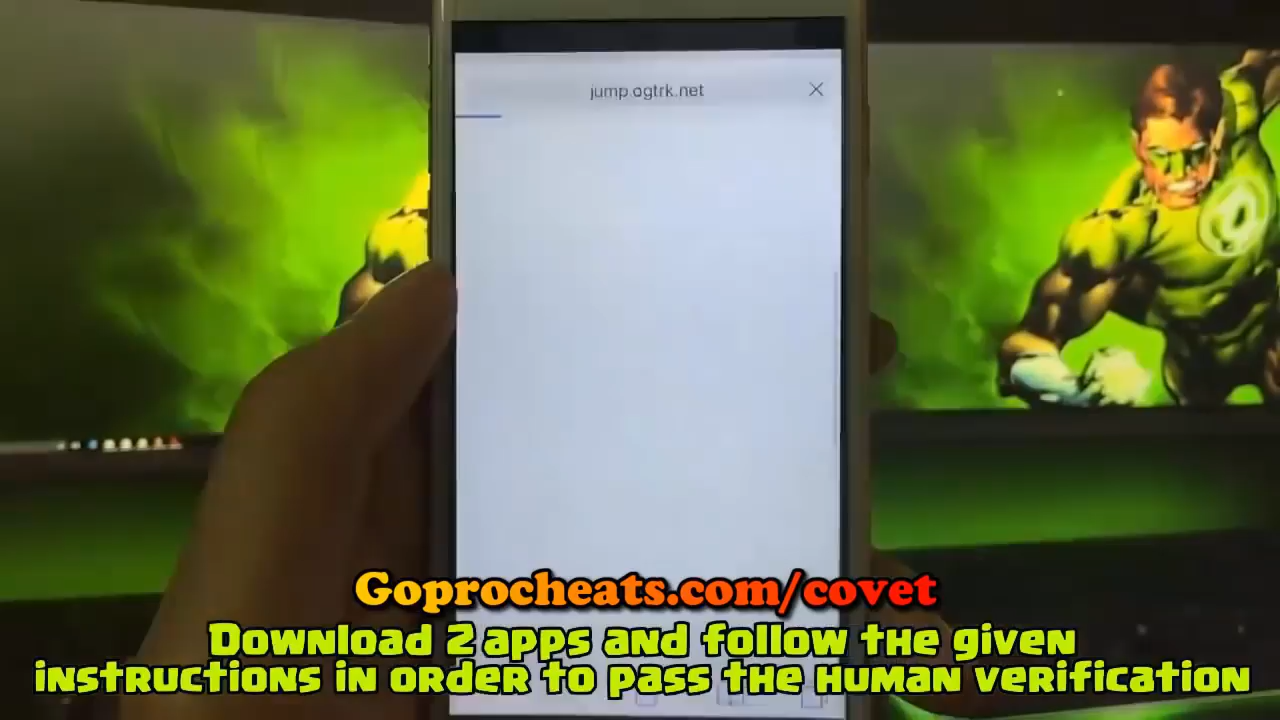 jump.ogtrk.net
Goprocheats.com/covet
Download 2 apps and follow the given
instructions in order to pass the human verification